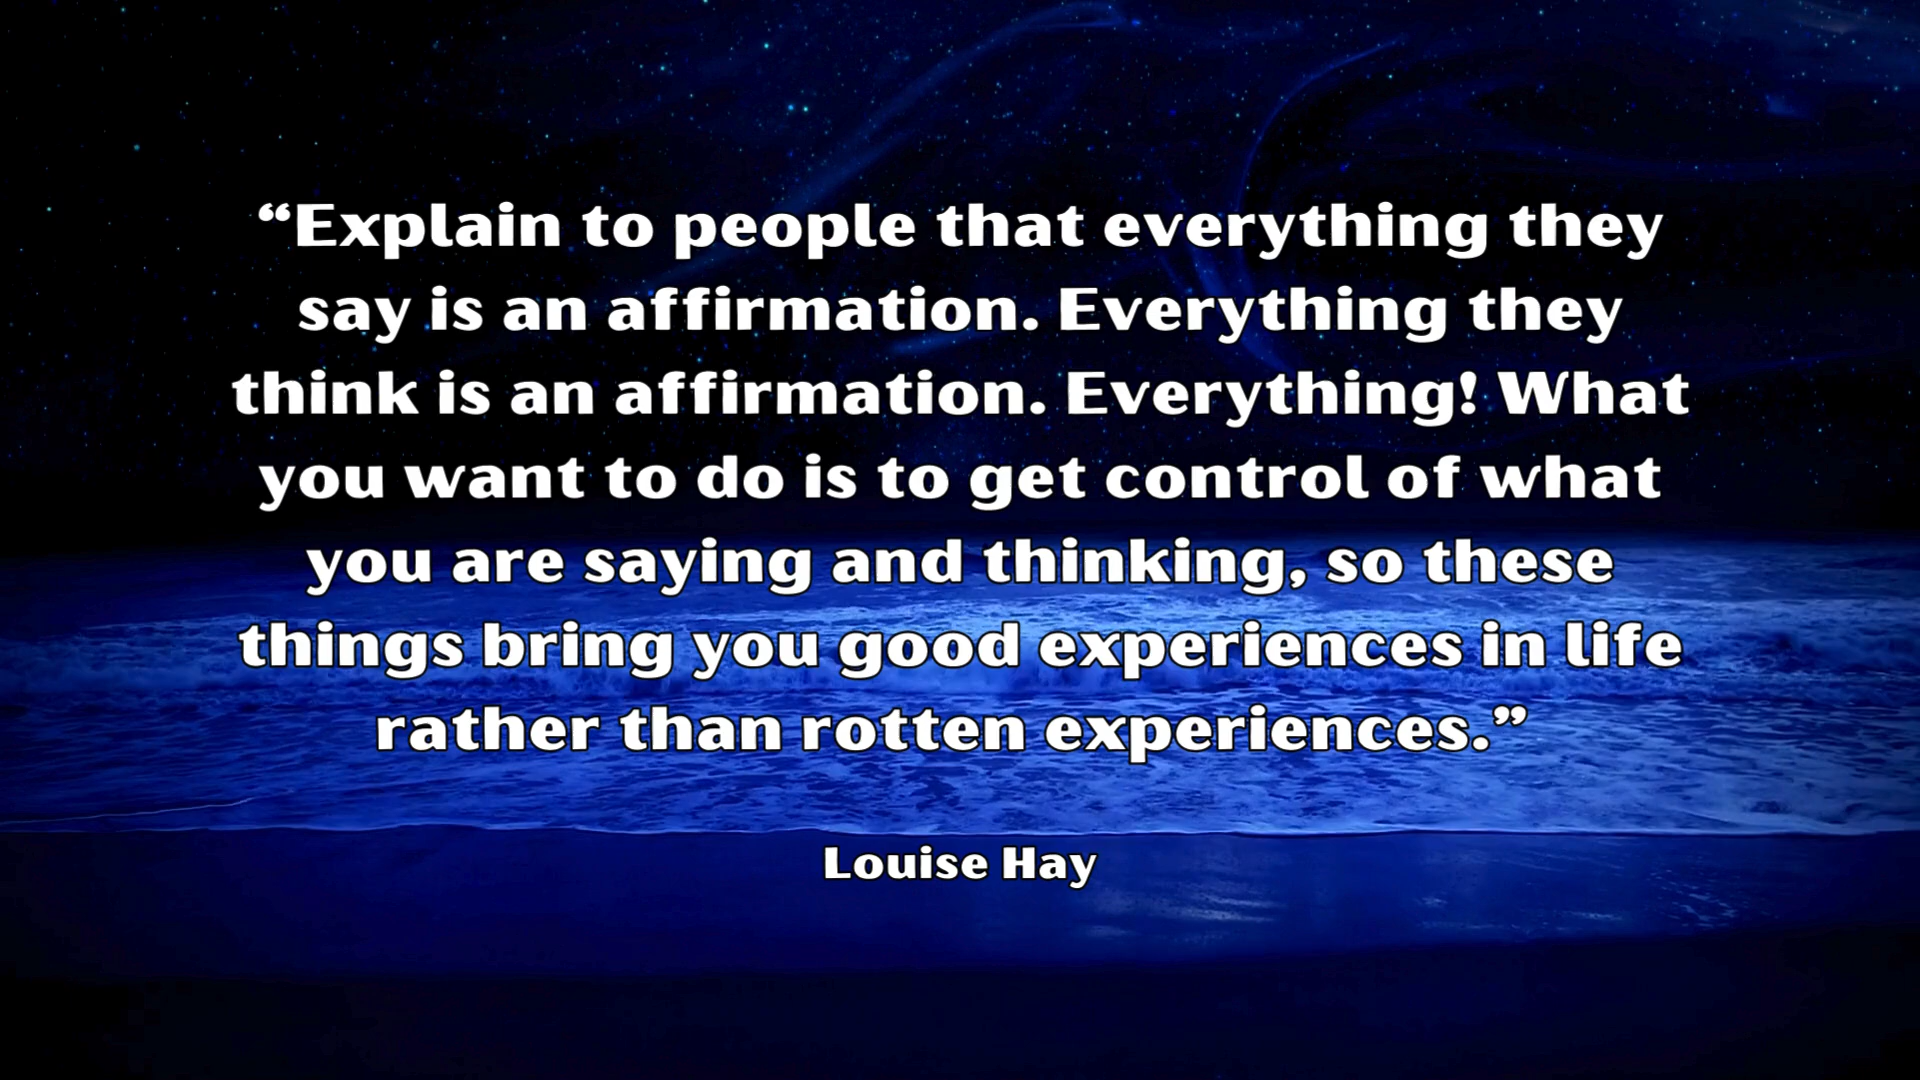 “Explain to people that everything they
say is an affirmation. Everything they
think is an affirmation. Everything! What
you want to do is to get control of what
you are saying and thinking, so these
things bring you good experiences in life
rather than rotten experiences.”
Louise Hay